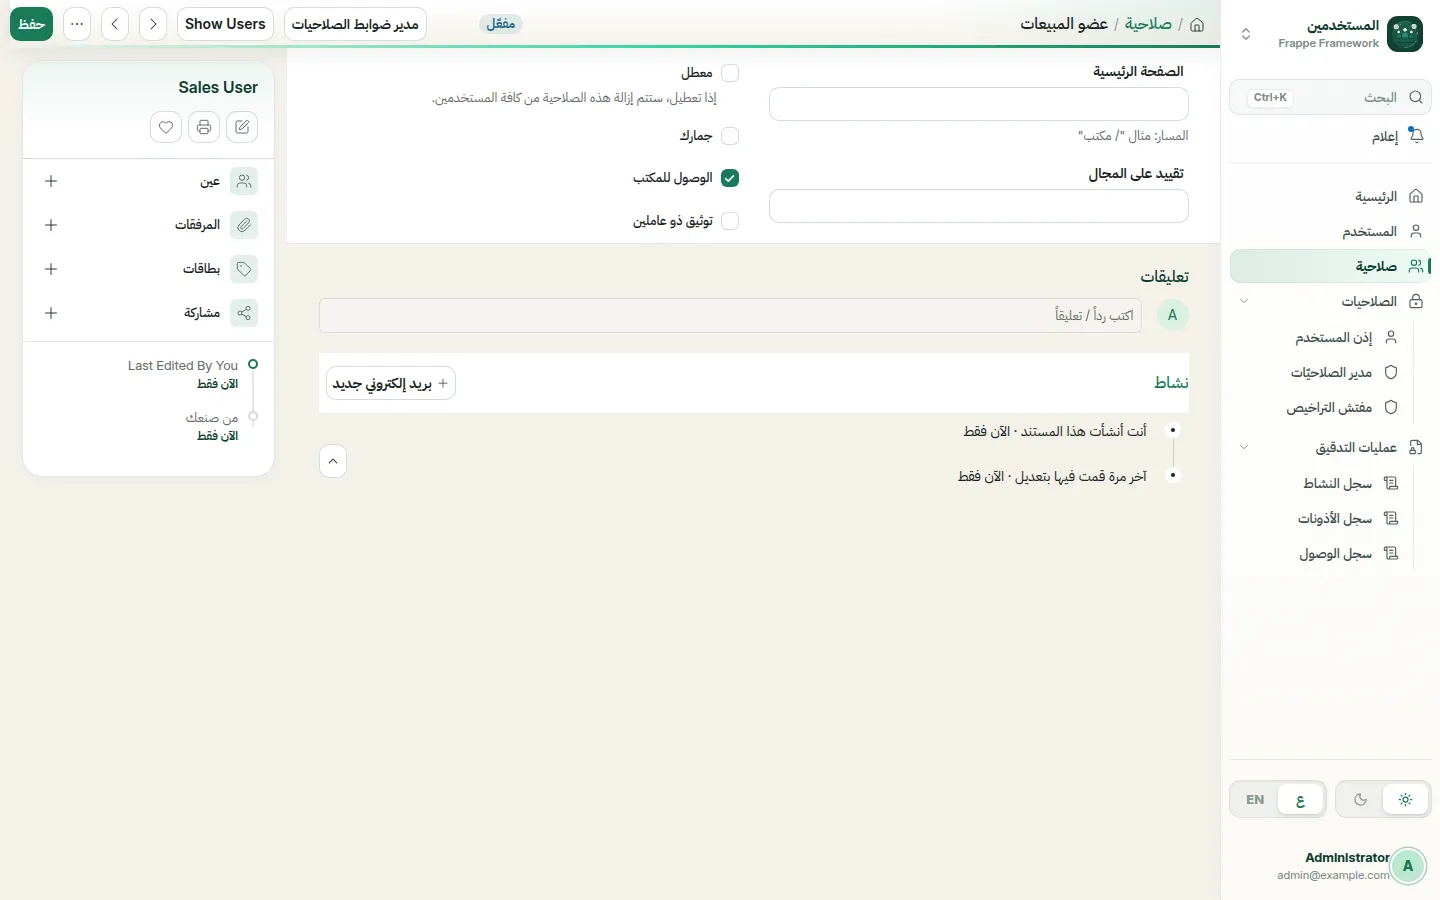 المستخدمين
Frappe Framework
البحث
Ctrl+K
إعلام
الرئيسية
المستخدم
صلاحية
الصلاحيات
إذن المستخدم
مدير الصلاحيّات
مفتش التراخيص
عمليات التدقيق
سجل النشاط
سجل الأذونات
سجل الوصول
ع
EN
A
Administrator
admin@example.com
صلاحية / عضو المبيعات
مفعّل
مدير ضوابط الصلاحيات
Show Users
حفظ
الصفحة الرئيسية
المسار: مثال "/ مكتب"
تقييد على المجال
معطل
إذا تعطيل، ستتم إزالة هذه الصلاحية من كافة المستخدمين.
جمارك
الوصول للمكتب
توثيق ذو عاملين
تعليقات
A
اكتب رداً / تعليقاً
نشاط
بريد إلكتروني جديد
أنت أنشأت هذا المستند · الآن فقط
آخر مرة قمت فيها بتعديل · الآن فقط
Sales User
عين
المرفقات
بطاقات
مشاركة
Last Edited By You
الآن فقط
من صنعك
الآن فقط